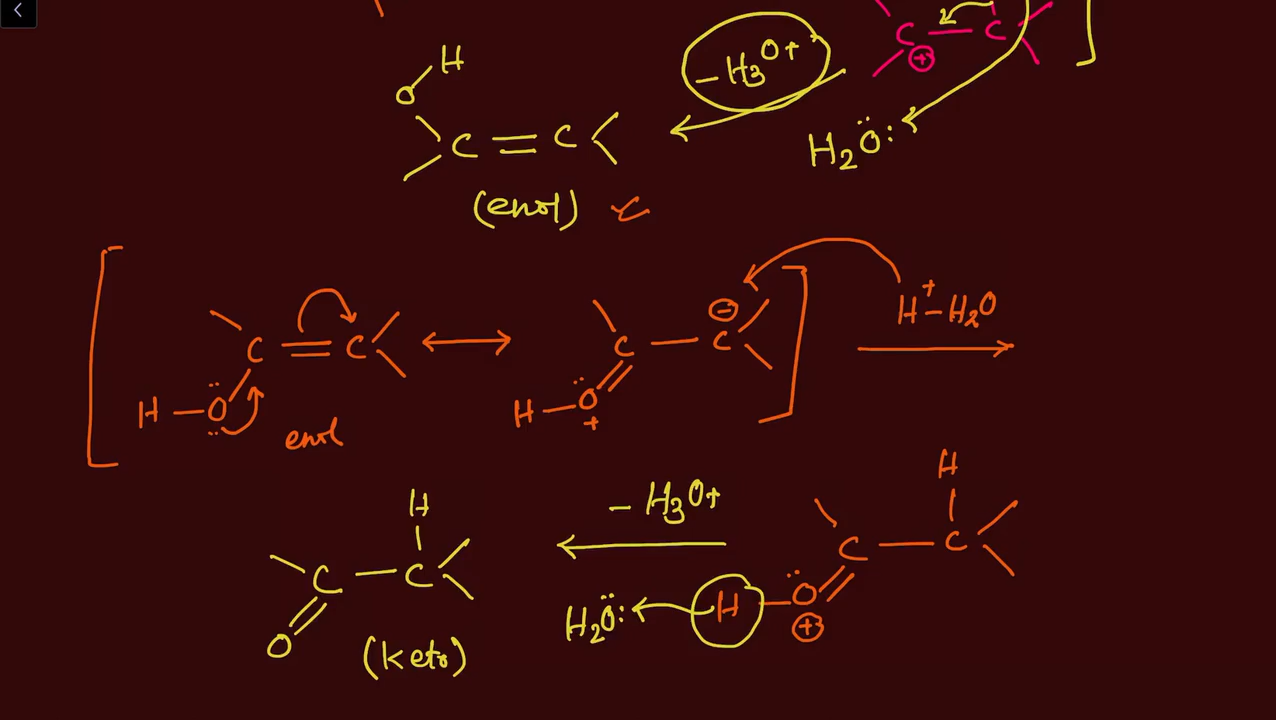 H
O
- H3O+
C - C
⊕
C = C
H2Ö:
(enol)
H+-H2O
⊖
C = C
C - C
H - O
H - O
+
enol
H
H
- H3O+
C - C
C - C
O
H2Ö:
H - O
⊕
(keto)